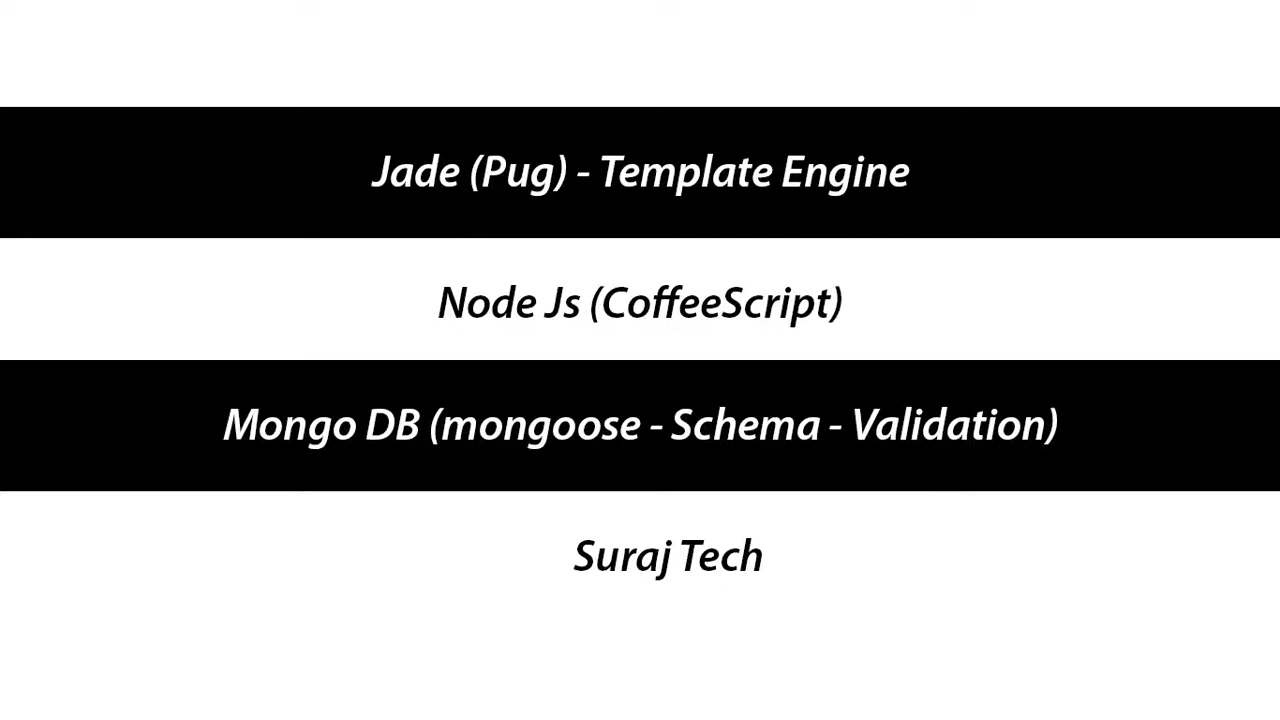 Jade (Pug) - Template Engine
Node Js (CoffeeScript)
Mongo DB (mongoose - Schema - Validation)
Suraj Tech